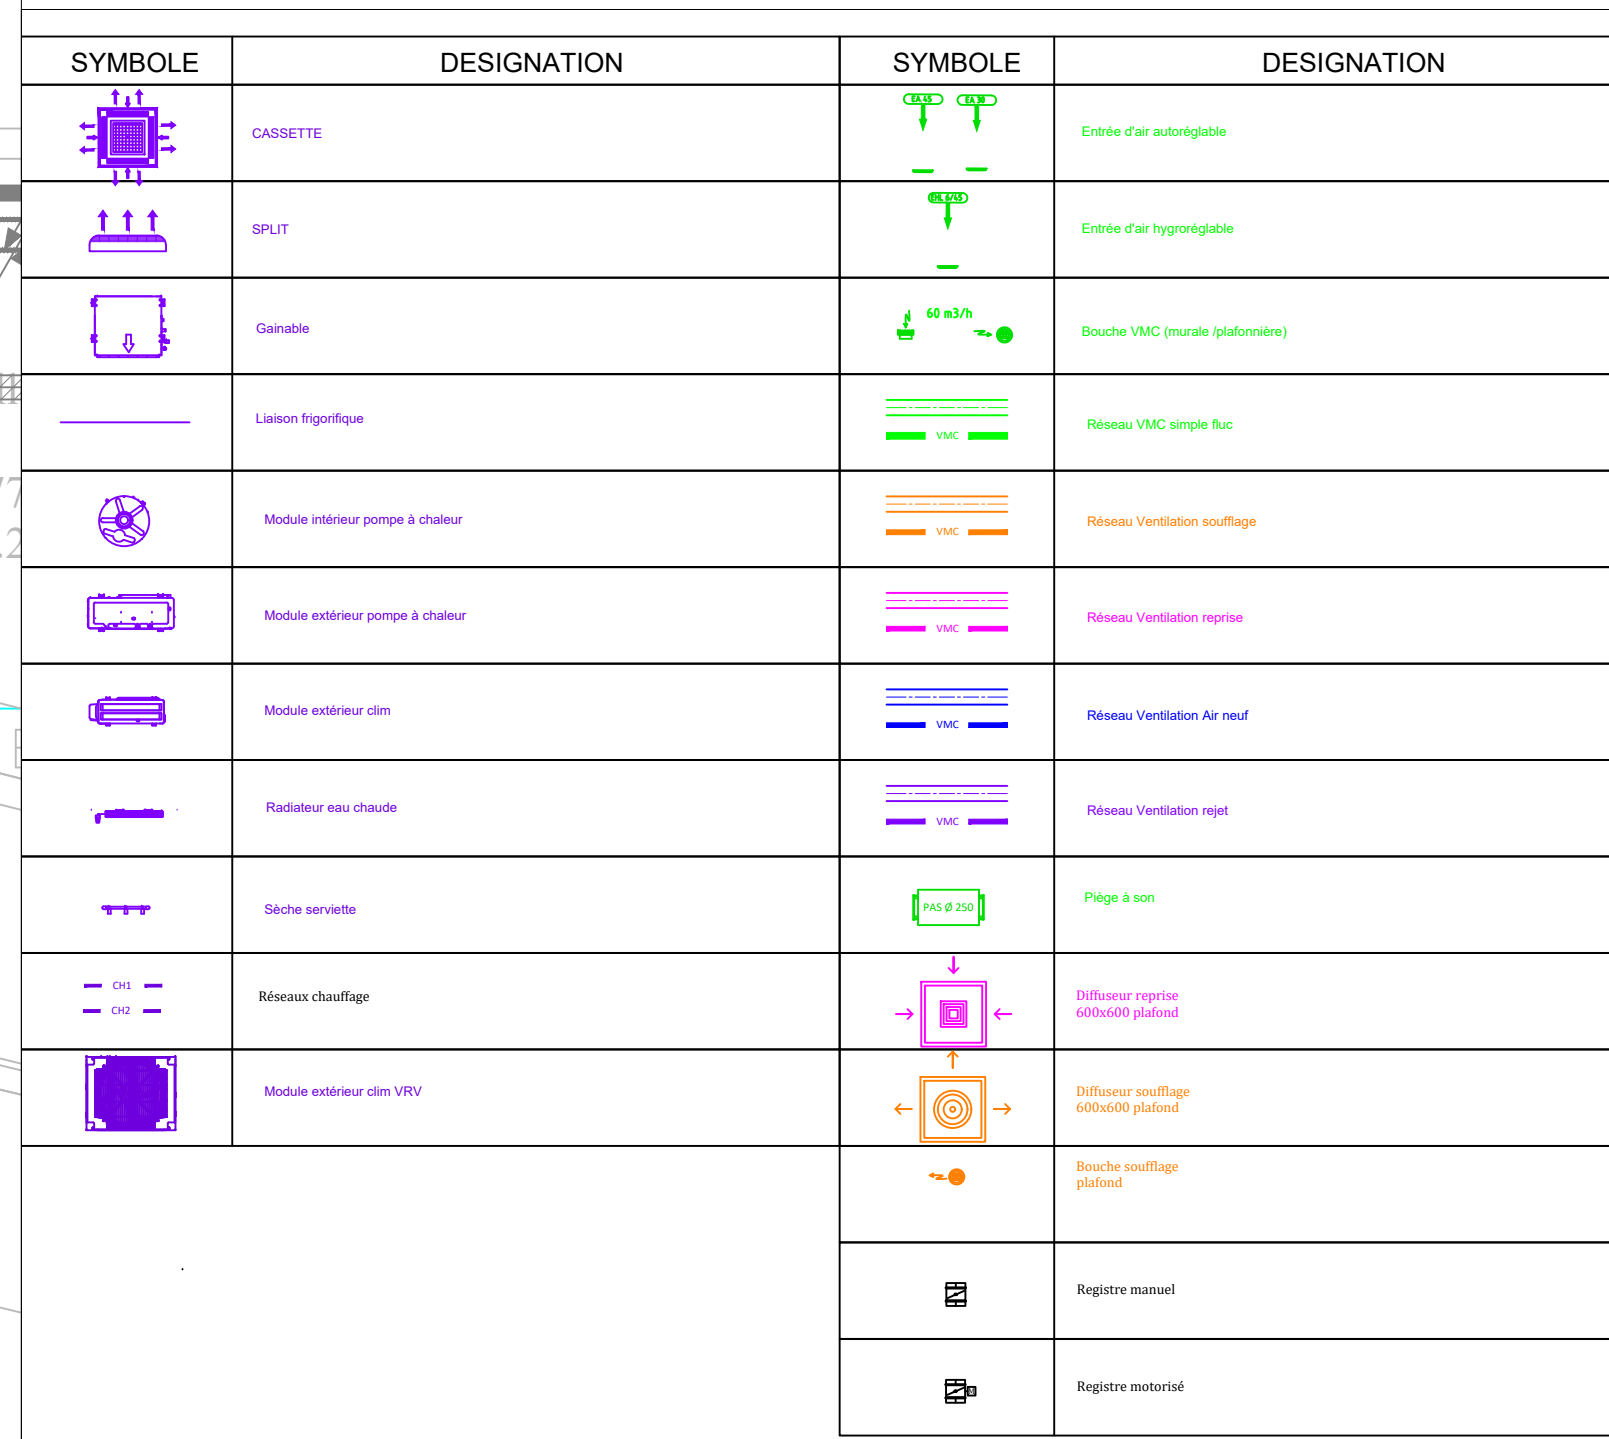 SYMBOLE DESIGNATION SYMBOLE DESIGNATION
CASSETTE
EA 45 EA 30
Entrée d'air autoréglable
SPLIT
EHL 6/45
Entrée d'air hygroréglable
Gainable
60 m3/h
Bouche VMC (murale /plafonnière)
Liaison frigorifique
VMC
Réseau VMC simple fluc
Module intérieur pompe à chaleur
VMC
Réseau Ventilation soufflage
Module extérieur pompe à chaleur
VMC
Réseau Ventilation reprise
Module extérieur clim
VMC
Réseau Ventilation Air neuf
Radiateur eau chaude
VMC
Réseau Ventilation rejet
Sèche serviette
PAS Ø 250
Piège à son
CH1
CH2
Réseaux chauffage
Diffuseur reprise
600x600 plafond
Module extérieur clim VRV
Diffuseur soufflage
600x600 plafond
Bouche soufflage
plafond
Registre manuel
M
Registre motorisé